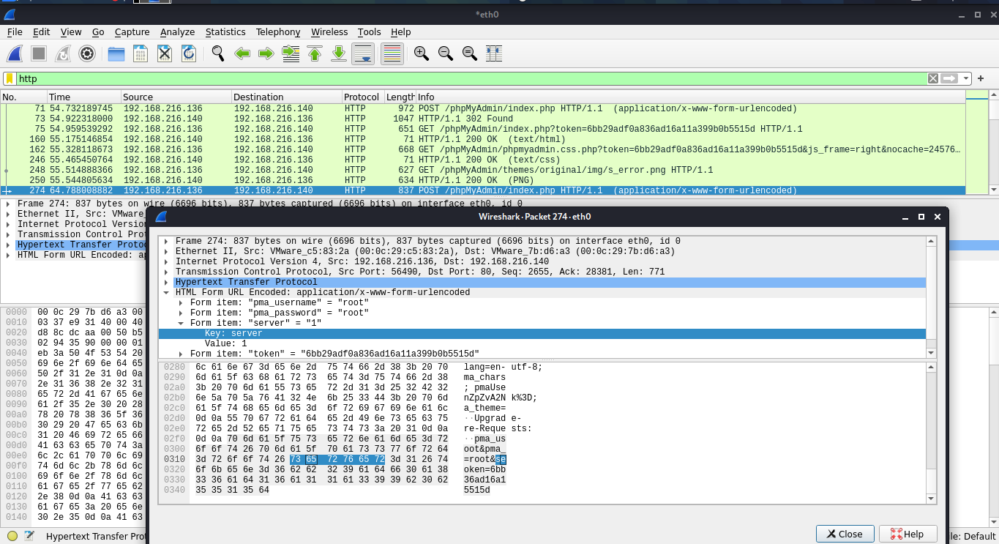 *eth0
File Edit View Go Capture Analyze Statistics Telephony Wireless Tools Help
http
No. Time Source Destination Protocol Length Info
71 54.732189745 192.168.216.136 192.168.216.140 HTTP 972 POST /phpMyAdmin/index.php HTTP/1.1 (application/x-www-form-urlencoded)
73 54.922318000 192.168.216.140 192.168.216.136 HTTP 1047 HTTP/1.1 302 Found
75 54.959539292 192.168.216.136 192.168.216.140 HTTP 651 GET /phpMyAdmin/index.php?token=6bb29adf0a836ad16a11a399b0b5515d HTTP/1.1
160 55.175146854 192.168.216.140 192.168.216.136 HTTP 71 HTTP/1.1 200 OK (text/html)
162 55.328118673 192.168.216.136 192.168.216.140 HTTP 668 GET /phpMyAdmin/phpmyadmin.css.php?token=6bb29adf0a836ad16a11a399b0b5515d&js_frame=right&nocache=24576…
246 55.465450764 192.168.216.140 192.168.216.136 HTTP 71 HTTP/1.1 200 OK (text/css)
248 55.514888366 192.168.216.136 192.168.216.140 HTTP 627 GET /phpMyAdmin/themes/original/img/s_error.png HTTP/1.1
250 55.544805634 192.168.216.140 192.168.216.136 HTTP 634 HTTP/1.1 200 OK (PNG)
274 64.788008882 192.168.216.136 192.168.216.140 HTTP 837 POST /phpMyAdmin/index.php HTTP/1.1 (application/x-www-form-urlencoded)
Frame 274: 837 bytes on wire (6696 bits), 837 bytes captured (6696 bits) on interface eth0, id 0
Ethernet II, Src: VMware_
Internet Protocol Version
Transmission Control Pro
Hypertext Transfer Proto
HTML Form URL Encoded: a
0000 00 0c 29 7b d6 a3 00
0010 03 37 e9 31 40 00 40
0020 d8 8c dc aa 00 50 b5
0030 02 94 35 90 00 00 01
0040 eb 3a 50 4f 53 54 20
0050 69 6e 2f 69 6e 64 65
0060 50 2f 31 2e 31 0d 0a
0070 2e 31 36 38 2e 32 31
0080 65 72 2d 41 67 65 6e
0090 61 2f 35 2e 30 20 28
00a0 78 20 78 38 36 5f 36
00b0 30 29 20 47 65 63 6b
00c0 31 20 46 69 72 65 66
00d0 41 63 63 65 70 74 3a
00e0 6c 2c 61 70 70 6c 69
00f0 74 6d 6c 2b 78 6d 6c
0100 69 6f 6e 2f 78 6d 6c
0110 61 67 65 2f 77 65 62
0120 2e 38 0d 0a 41 63 63
0130 61 67 65 3a 20 65 6e
0140 30 2e 35 0d 0a 41 63
Hypertext Transfer Prot
Wireshark · Packet 274 · eth0
Frame 274: 837 bytes on wire (6696 bits), 837 bytes captured (6696 bits) on interface eth0, id 0
Ethernet II, Src: VMware_c5:83:2a (00:0c:29:c5:83:2a), Dst: VMware_7b:d6:a3 (00:0c:29:7b:d6:a3)
Internet Protocol Version 4, Src: 192.168.216.136, Dst: 192.168.216.140
Transmission Control Protocol, Src Port: 56490, Dst Port: 80, Seq: 2655, Ack: 28381, Len: 771
Hypertext Transfer Protocol
HTML Form URL Encoded: application/x-www-form-urlencoded
Form item: "pma_username" = "root"
Form item: "pma_password" = "root"
Form item: "server" = "1"
Key: server
Value: 1
Form item: "token" = "6bb29adf0a836ad16a11a399b0b5515d"
0280 6c 61 6e 67 3d 65 6e 2d 75 74 66 2d 38 3b 20 70 lang=en- utf-8;
0290 6d 61 5f 63 68 61 72 73 65 74 3d 75 74 66 2d 38 ma_chars
02a0 3b 20 70 6d 61 55 73 65 72 2d 31 3d 25 32 42 32 ; pmaUse
02b0 6e 5a 70 5a 76 41 32 4e 6b 25 33 44 3b 20 70 6d nZpZvA2N k%3D;
02c0 61 5f 74 68 65 6d 65 3d 6f 72 69 67 69 6e 61 6c a_theme=
02d0 0d 0a 55 70 67 72 61 64 65 2d 49 6e 73 65 63 75 ··Upgrad e-
02e0 72 65 2d 52 65 71 75 65 73 74 73 3a 20 31 0d 0a re-Reque sts:
02f0 0d 0a 70 6d 61 5f 75 73 65 72 6e 61 6d 65 3d 72 ··pma_us
0300 6f 6f 74 26 70 6d 61 5f 70 61 73 73 77 6f 72 64 oot&pma_
0310 3d 72 6f 6f 74 26 73 65 72 76 65 72 3d 31 26 74 =root&se
0320 6f 6b 65 6e 3d 36 62 62 32 39 61 64 66 30 61 38 oken=6bb
0330 33 36 61 64 31 36 61 31 31 61 33 39 39 62 30 62 36ad16a1
0340 35 35 31 35 64 5515d
Close Help
le: Default